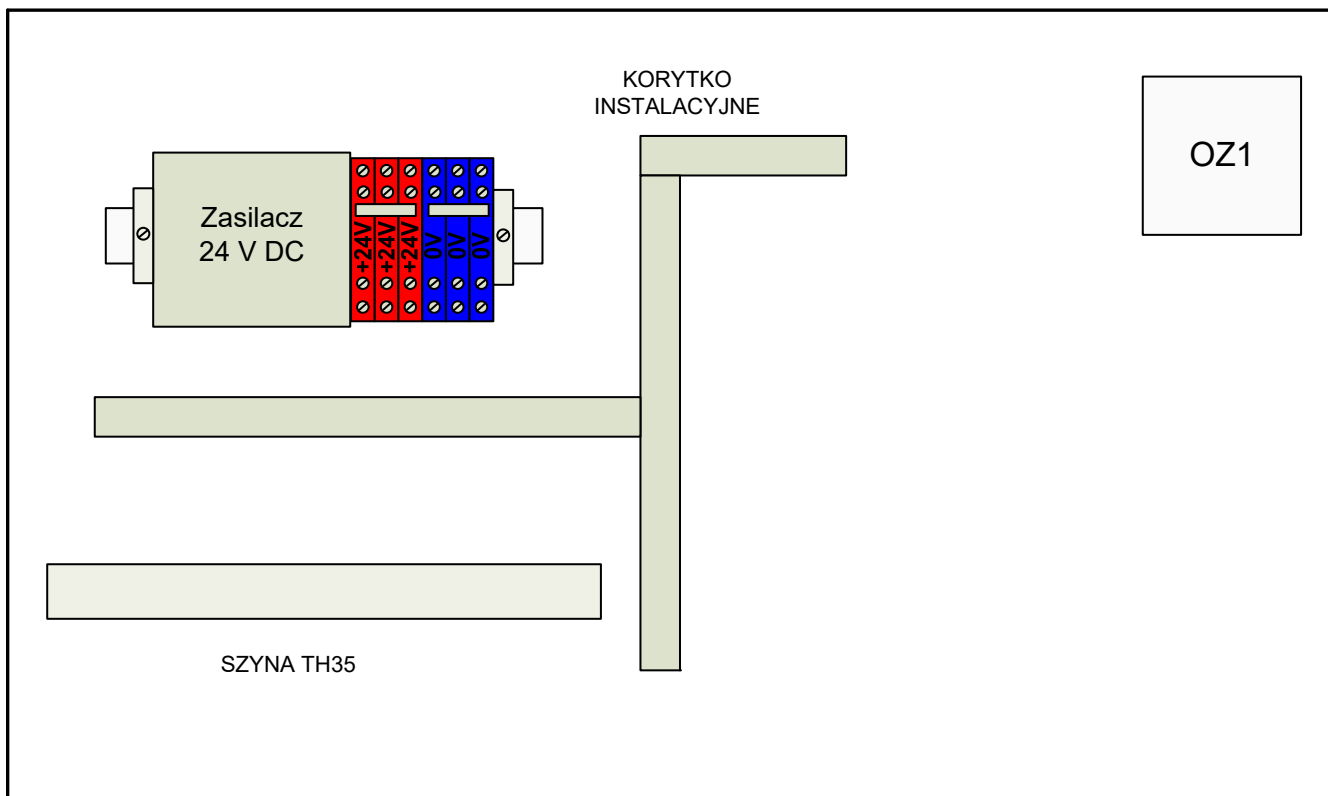 KORYTKO
INSTALACYJNE
OZ1
Zasilacz
24 V DC
+24V
+24V
+24V
0V
0V
0V
SZYNA TH35